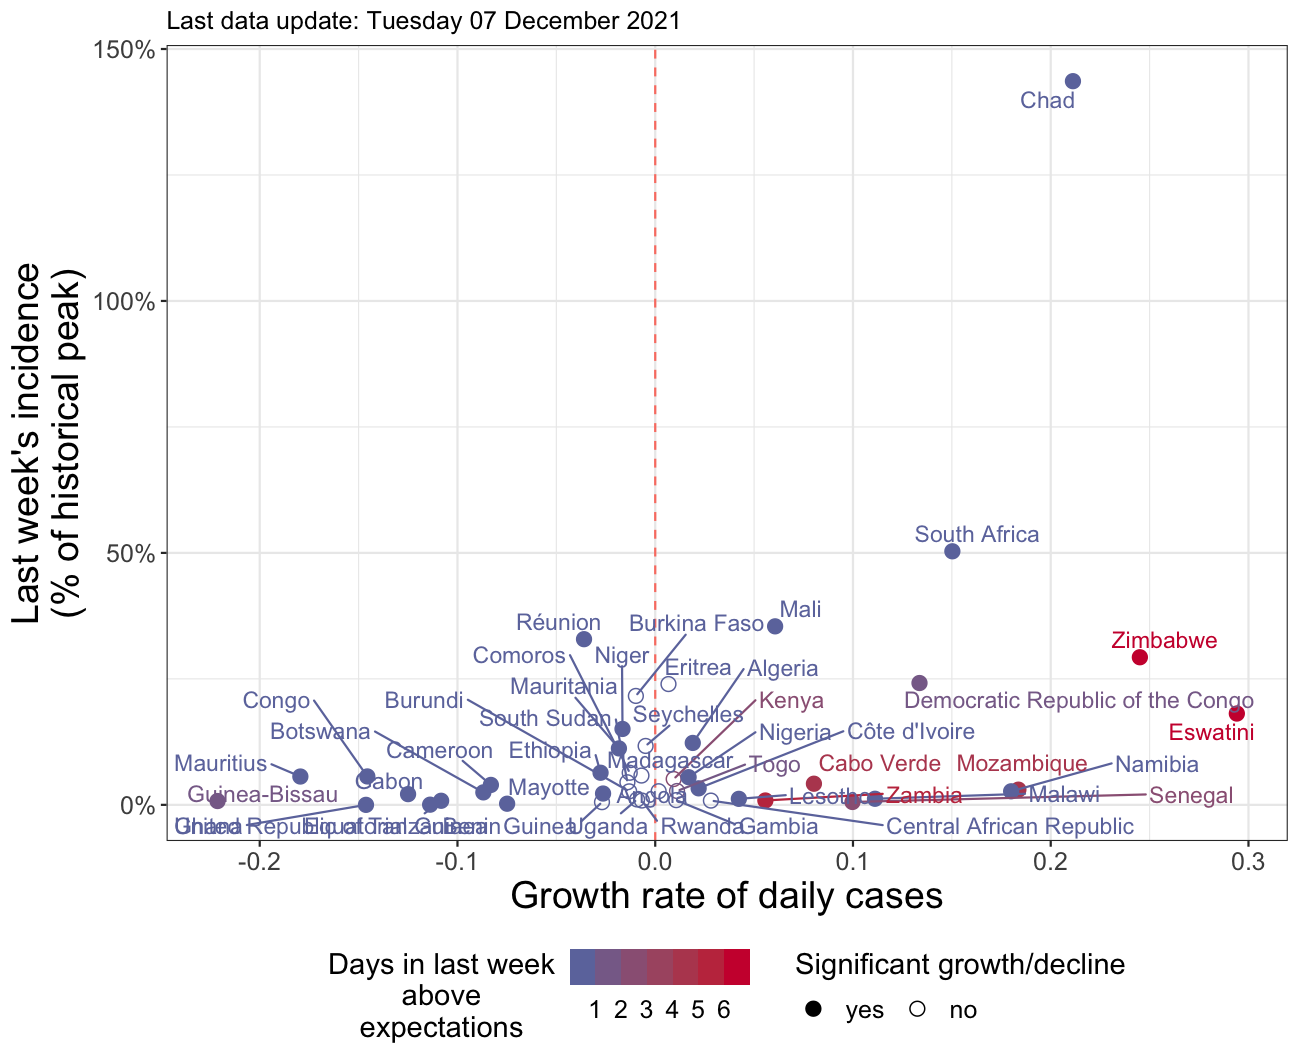 Last data update: Tuesday 07 December 2021
Last week's incidence
(% of historical peak)
150%
100%
50%
0%
Chad
South Africa
Mali
Réunion
Burkina Faso
Zimbabwe
Comoros
Niger
Eritrea
Algeria
Mauritania
Congo
Burundi
Kenya
Democratic Republic of the Congo
South Sudan
Seychelles
Botswana
Nigeria
Côte d'Ivoire
Eswatini
Cameroon
Ethiopia
Madagascar
Mauritius
Togo
Cabo Verde
Mozambique
Namibia
Gabon
Mayotte
Guinea-Bissau
Angola
Lesotho
Zambia
Malawi
Senegal
Ghana
United Republic of Tanzania
Equatorial Guinea
Benin
Guinea
Uganda
Rwanda
Gambia
Central African Republic
-0.2
-0.1
0.0
0.1
0.2
0.3
Growth rate of daily cases
Days in last week
above
expectations
1 2 3 4 5 6
Significant growth/decline
yes
no